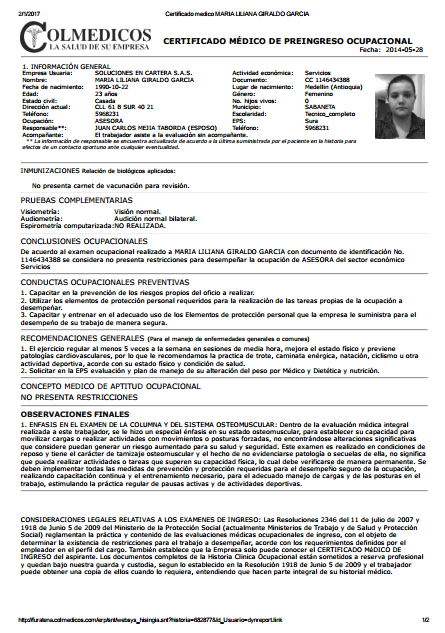 2/1/2017 Certificado medico MARIA LILIANA GIRALDO GARCIA
COLMEDICOS
LA SALUD DE SU EMPRESA
CERTIFICADO MÉDICO DE PREINGRESO OCUPACIONAL
Fecha: 2014-05-28
1. INFORMACIÓN GENERAL
Empresa Usuaria: SOLUCIONES EN CARTERA S.A.S. Actividad económica: Servicios
Nombre: MARIA LILIANA GIRALDO GARCIA Documento: CC 1146434388
Fecha de nacimiento: 1990-10-22 Lugar de nacimiento: Medellin (Antioquia)
Edad: 23 años Género: Femenino
Estado civil: Casada No. hijos vivos: 0
Dirección actual: CLL 61 B SUR 40 21 Municipio: SABANETA
Teléfono: 5968231 Escolaridad: Tecnico_completo
Ocupación: ASESORA EPS: Sura
Responsable**: JUAN CARLOS MEJIA TABORDA (ESPOSO) Teléfono: 5968231
Acompañante: El trabajador asiste a la evaluación sin acompañante.
** La información de responsable se encuentra actualizada de acuerdo a la última suministrada por el paciente en la historia para
efectos de un contacto oportuno ante cualquier eventualidad.
INMUNIZACIONES Relación de biológicos aplicados:
No presenta carnet de vacunación para revisión.
PRUEBAS COMPLEMENTARIAS
Visiometría: Visión normal.
Audiometría: Audición normal bilateral.
Espirometría computarizada:NO REALIZADA.
CONCLUSIONES OCUPACIONALES
De acuerdo al examen ocupacional realizado a MARIA LILIANA GIRALDO GARCIA con documento de identificación No.
1146434388 se considera no presenta restricciones para desempeñar la ocupación de ASESORA del sector económico
Servicios
CONDUCTAS OCUPACIONALES PREVENTIVAS
1. Capacitar en la prevención de los riesgos propios del oficio a realizar.
2. Utilizar los elementos de protección personal requeridos para la realización de las tareas propias de la ocupación a
desempeñar.
3. Capacitar y entrenar en el adecuado uso de los Elementos de protección personal que la empresa le suministra para el
desempeño de su trabajo de manera segura.
RECOMENDACIONES GENERALES (Para el manejo de enfermedades generales o comunes)
1. El ejercicio regular al menos 5 veces a la semana en sesiones de media hora, mejora el estado físico y previene
patologías cardiovasculares, por lo que le recomendamos la practica de trote, caminata enérgica, natación, ciclismo u otra
actividad deportiva, acorde con su estado físico y condición de salud.
2. Solicitar en la EPS evaluación y plan de manejo de su alteración del peso por Médico y Dietética y nutrición.
CONCEPTO MEDICO DE APTITUD OCUPACIONAL
NO PRESENTA RESTRICCIONES
OBSERVACIONES FINALES
1. ENFASIS EN EL EXAMEN DE LA COLUMNA Y DEL SISTEMA OSTEOMUSCULAR: Dentro de la evaluación médica integral
realizada a este trabajador, se le hizo un especial énfasis en su estado osteomuscular, para establecer su capacidad para
movilizar cargas o realizar actividades con movimientos o posturas forzadas, no encontrándose alteraciones significativas
que considere puedan generar un riesgo aumentado para su salud y seguridad. Este examen es realizado en condiciones de
reposo y tiene el carácter de tamizaje osteomuscular y el hecho de no evidenciarse patología o secuelas de ella, no significa
que pueda realizar actividades o tareas que superen su capacidad física, lo cual debe verificarse de manera permanente. Se
deben implementar todas las medidas de prevención y protección requeridas para el desempeño seguro de la ocupación,
realizando capacitación continua y el entrenamiento necesario, para el adecuado manejo de cargas y de las posturas en el
trabajo, estimulando la práctica regular de pausas activas y de actividades deportivas.
CONSIDERACIONES LEGALES RELATIVAS A LOS EXAMENES DE INGRESO: Las Resoluciones 2346 del 11 de julio de 2007 y
1918 de Junio 5 de 2009 del Ministerio de la Protección Social (actualmente Ministerios de Trabajo y de Salud y Protección
Social) reglamentan la práctica y contenido de las evaluaciones médicas ocupacionales de ingreso, con el objeto de
determinar la existencia de restricciones para el trabajo a desempeñar, acorde con los requerimientos definidos por el
empleador en el perfil del cargo. También establece que la Empresa solo puede conocer el CERTIFICADO MéDICO DE
INGRESO del aspirante. Los documentos completos de la Historia Clínica Ocupacional están sometidos a reserva profesional
y quedan bajo nuestra guarda y custodia, según lo establecido en la Resolución 1918 de Junio 5 de 2009 y el trabajador
puede obtener una copia de ellos cuando lo requiera, entendiendo que hacen parte integral de su historial médico.
http://furatena.colmedicos.com/erp/snt/websys_hisingia.snt?historia=682877&Id_Usuario=dynreport.link 1/2